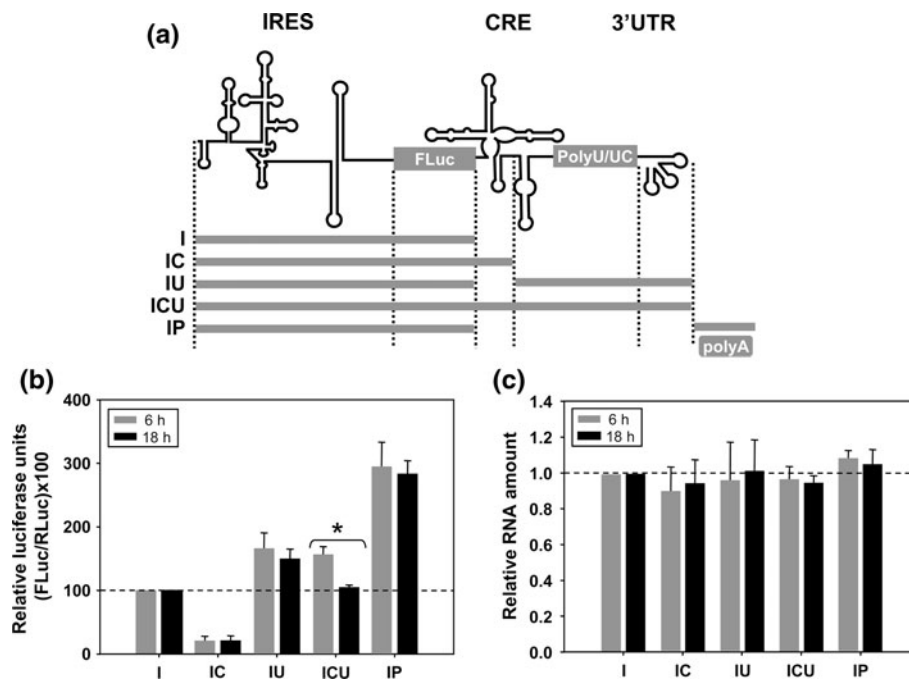 (a)
IRES CRE 3'UTR
FLuc
PolyU/UC
I
IC
IU
ICU
IP
polyA
(b)
Relative luciferase units
(FLuc/RLuc)x100
400
300
200
100
0
6 h
18 h
*
I IC IU ICU IP
(c)
Relative RNA amount
1.4
1.2
1.0
0.8
0.6
0.4
0.2
0.0
6 h
18 h
I IC IU ICU IP